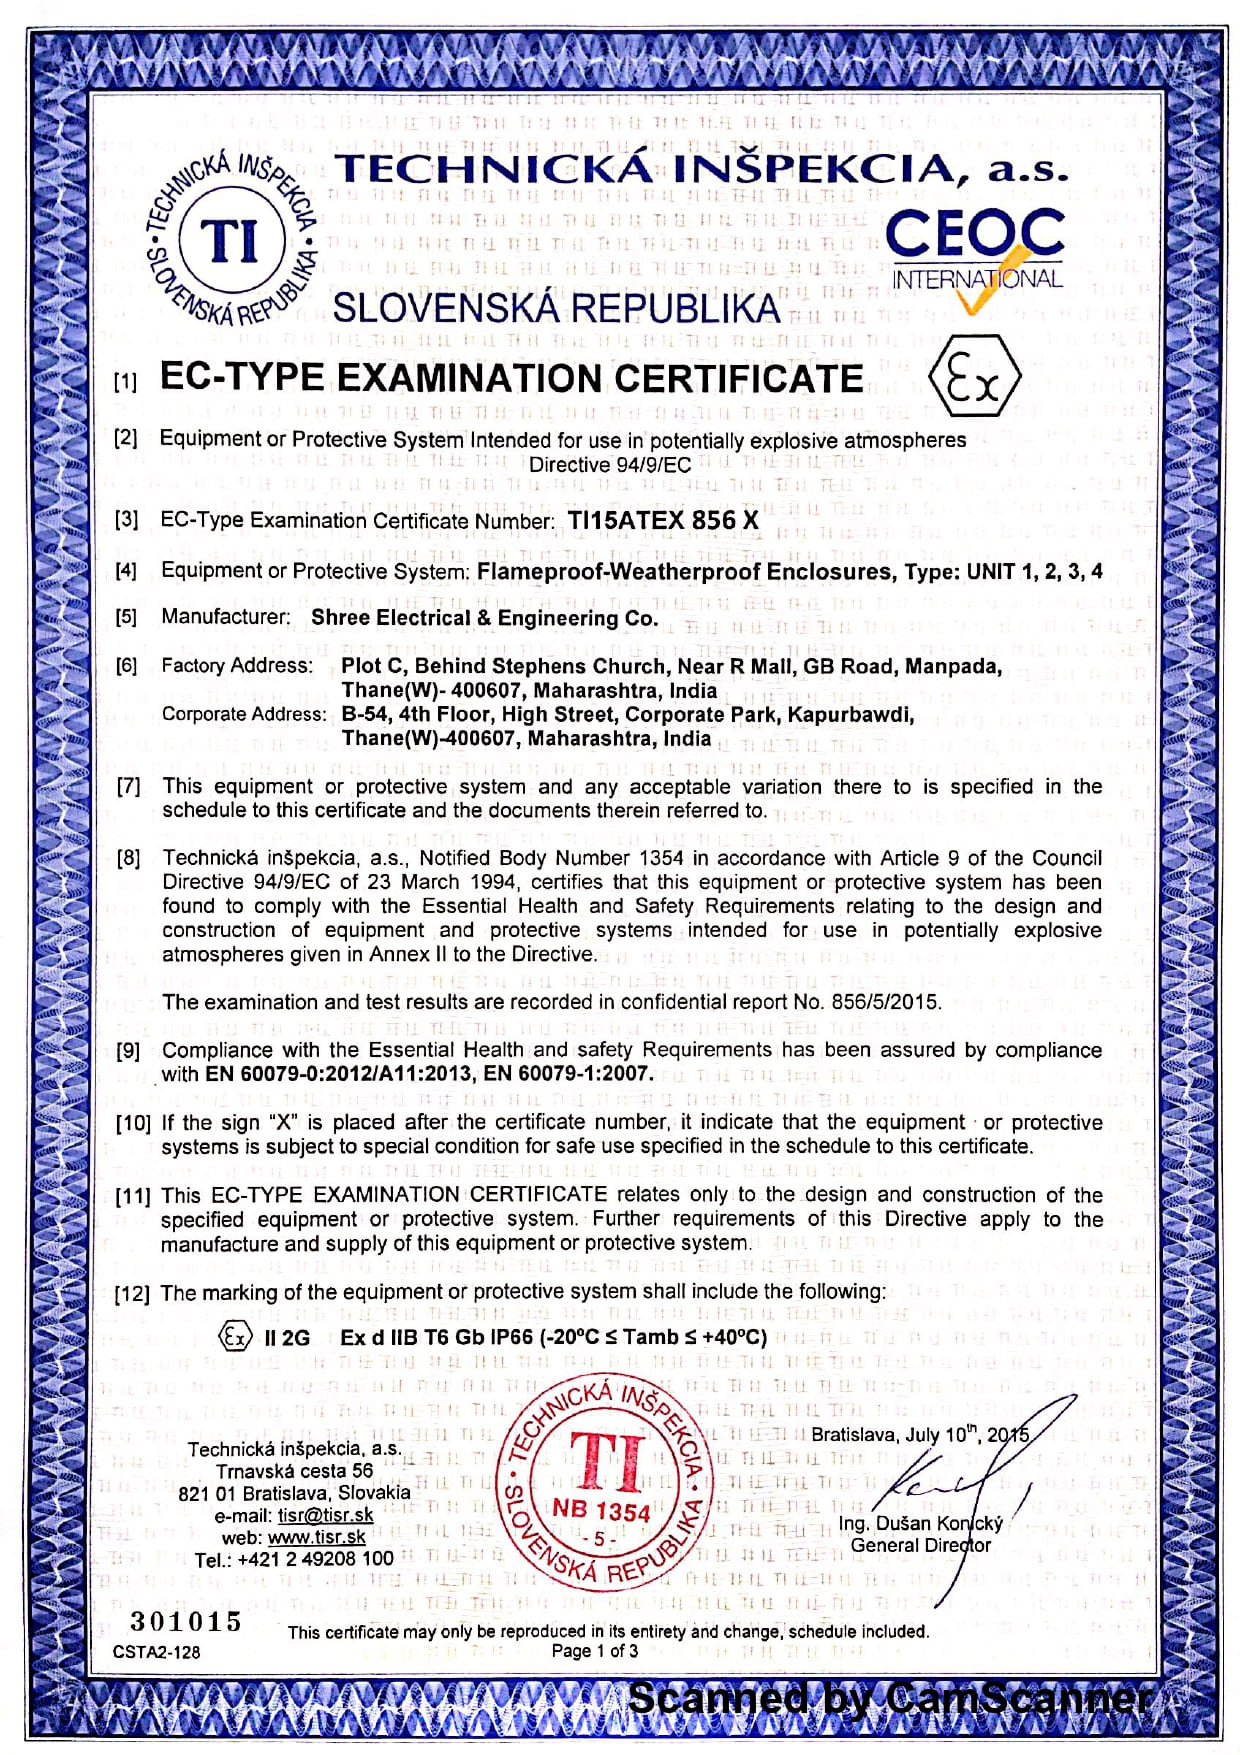 TECHNICKÁ INŠPEKCIA, a.s.
• TECHNICKÁ INŠPEKCIA • SLOVENSKÁ REPUBLIKA
TI
CEOC
INTERNATIONAL
SLOVENSKÁ REPUBLIKA
[1] EC-TYPE EXAMINATION CERTIFICATE
Ex
[2] Equipment or Protective System Intended for use in potentially explosive atmospheres
Directive 94/9/EC
[3] EC-Type Examination Certificate Number: TI15ATEX 856 X
[4] Equipment or Protective System: Flameproof-Weatherproof Enclosures, Type: UNIT 1, 2, 3, 4
[5] Manufacturer: Shree Electrical & Engineering Co.
[6] Factory Address: Plot C, Behind Stephens Church, Near R Mall, GB Road, Manpada,
Thane(W)- 400607, Maharashtra, India
Corporate Address: B-54, 4th Floor, High Street, Corporate Park, Kapurbawdi,
Thane(W)-400607, Maharashtra, India
[7] This equipment or protective system and any acceptable variation there to is specified in the
schedule to this certificate and the documents therein referred to.
[8] Technická inšpekcia, a.s., Notified Body Number 1354 in accordance with Article 9 of the Council
Directive 94/9/EC of 23 March 1994, certifies that this equipment or protective system has been
found to comply with the Essential Health and Safety Requirements relating to the design and
construction of equipment and protective systems intended for use in potentially explosive
atmospheres given in Annex II to the Directive.
The examination and test results are recorded in confidential report No. 856/5/2015.
[9] Compliance with the Essential Health and safety Requirements has been assured by compliance
with EN 60079-0:2012/A11:2013, EN 60079-1:2007.
[10] If the sign “X” is placed after the certificate number, it indicate that the equipment or protective
systems is subject to special condition for safe use specified in the schedule to this certificate.
[11] This EC-TYPE EXAMINATION CERTIFICATE relates only to the design and construction of the
specified equipment or protective system. Further requirements of this Directive apply to the
manufacture and supply of this equipment or protective system.
[12] The marking of the equipment or protective system shall include the following:
Ex II 2G Ex d IIB T6 Gb IP66 (-20ºC ≤ Tamb ≤ +40ºC)
Technická inšpekcia, a.s.
Trnavská cesta 56
821 01 Bratislava, Slovakia
e-mail: tisr@tisr.sk
web: www.tisr.sk
Tel.: +421 2 49208 100
• TECHNICKÁ INŠPEKCIA • SLOVENSKÁ REPUBLIKA
TI
NB 1354
- 5 -
Bratislava, July 10th, 2015
Ing. Dušan Konický
General Director
301015
CSTA2-128
This certificate may only be reproduced in its entirety and change, schedule included.
Page 1 of 3
Scanned by CamScanner